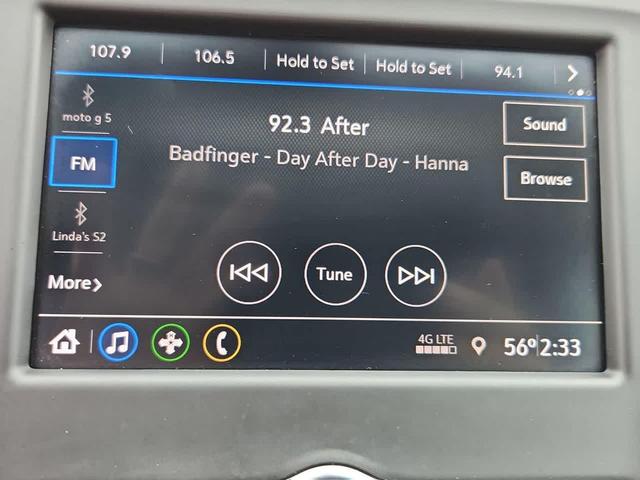 107.9 106.5 Hold to Set Hold to Set 94.1
moto g 5
92.3 After
Sound
FM
Badfinger - Day After Day - Hanna
Browse
Linda's S2
More
Tune
4G LTE
56° 2:33